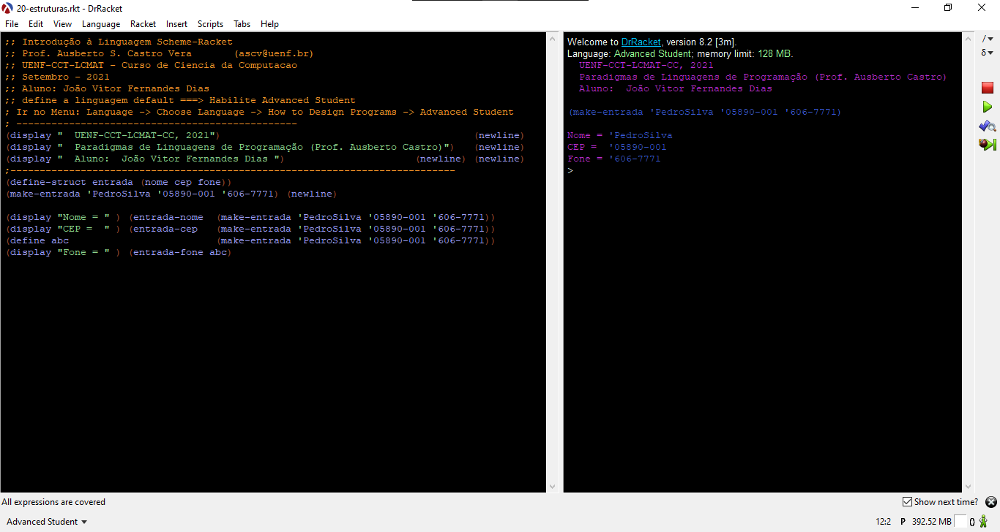 20-estruturas.rkt - DrRacket
File Edit View Language Racket Insert Scripts Tabs Help
;; Introdução à Linguagem Scheme-Racket
;; Prof. Ausberto S. Castro Vera (ascv@uenf.br)
;; UENF-CCT-LCMAT - Curso de Ciencia da Computacao
;; Setembro - 2021
;; Aluno: João Vítor Fernandes Dias
;; define a linguagem default ===> Habilite Advanced Student
; Ir no Menu: Language -> Choose Language -> How to Design Programs -> Advanced Student
; ------------------------------------------------
(display "  UENF-CCT-LCMAT-CC, 2021") (newline)
(display "  Paradigmas de Linguagens de Programação (Prof. Ausberto Castro)") (newline)
(display "  Aluno:  João Vítor Fernandes Dias ") (newline) (newline)
;----------------------------------------------------------------------------
(define-struct entrada (nome cep fone))
(make-entrada 'PedroSilva '05890-001 '606-7771) (newline)
(display "Nome = " ) (entrada-nome (make-entrada 'PedroSilva '05890-001 '606-7771))
(display "CEP =  " ) (entrada-cep (make-entrada 'PedroSilva '05890-001 '606-7771))
(define abc (make-entrada 'PedroSilva '05890-001 '606-7771))
(display "Fone = " ) (entrada-fone abc)
Welcome to DrRacket, version 8.2 [3m].
Language: Advanced Student; memory limit: 128 MB.
UENF-CCT-LCMAT-CC, 2021
Paradigmas de Linguagens de Programação (Prof. Ausberto Castro)
Aluno:  João Vítor Fernandes Dias
(make-entrada 'PedroSilva '05890-001 '606-7771)
Nome = 'PedroSilva
CEP =  '05890-001
Fone = '606-7771
>
/
δ
All expressions are covered
Show next time?
Advanced Student
12:2 P 392.52 MB ()